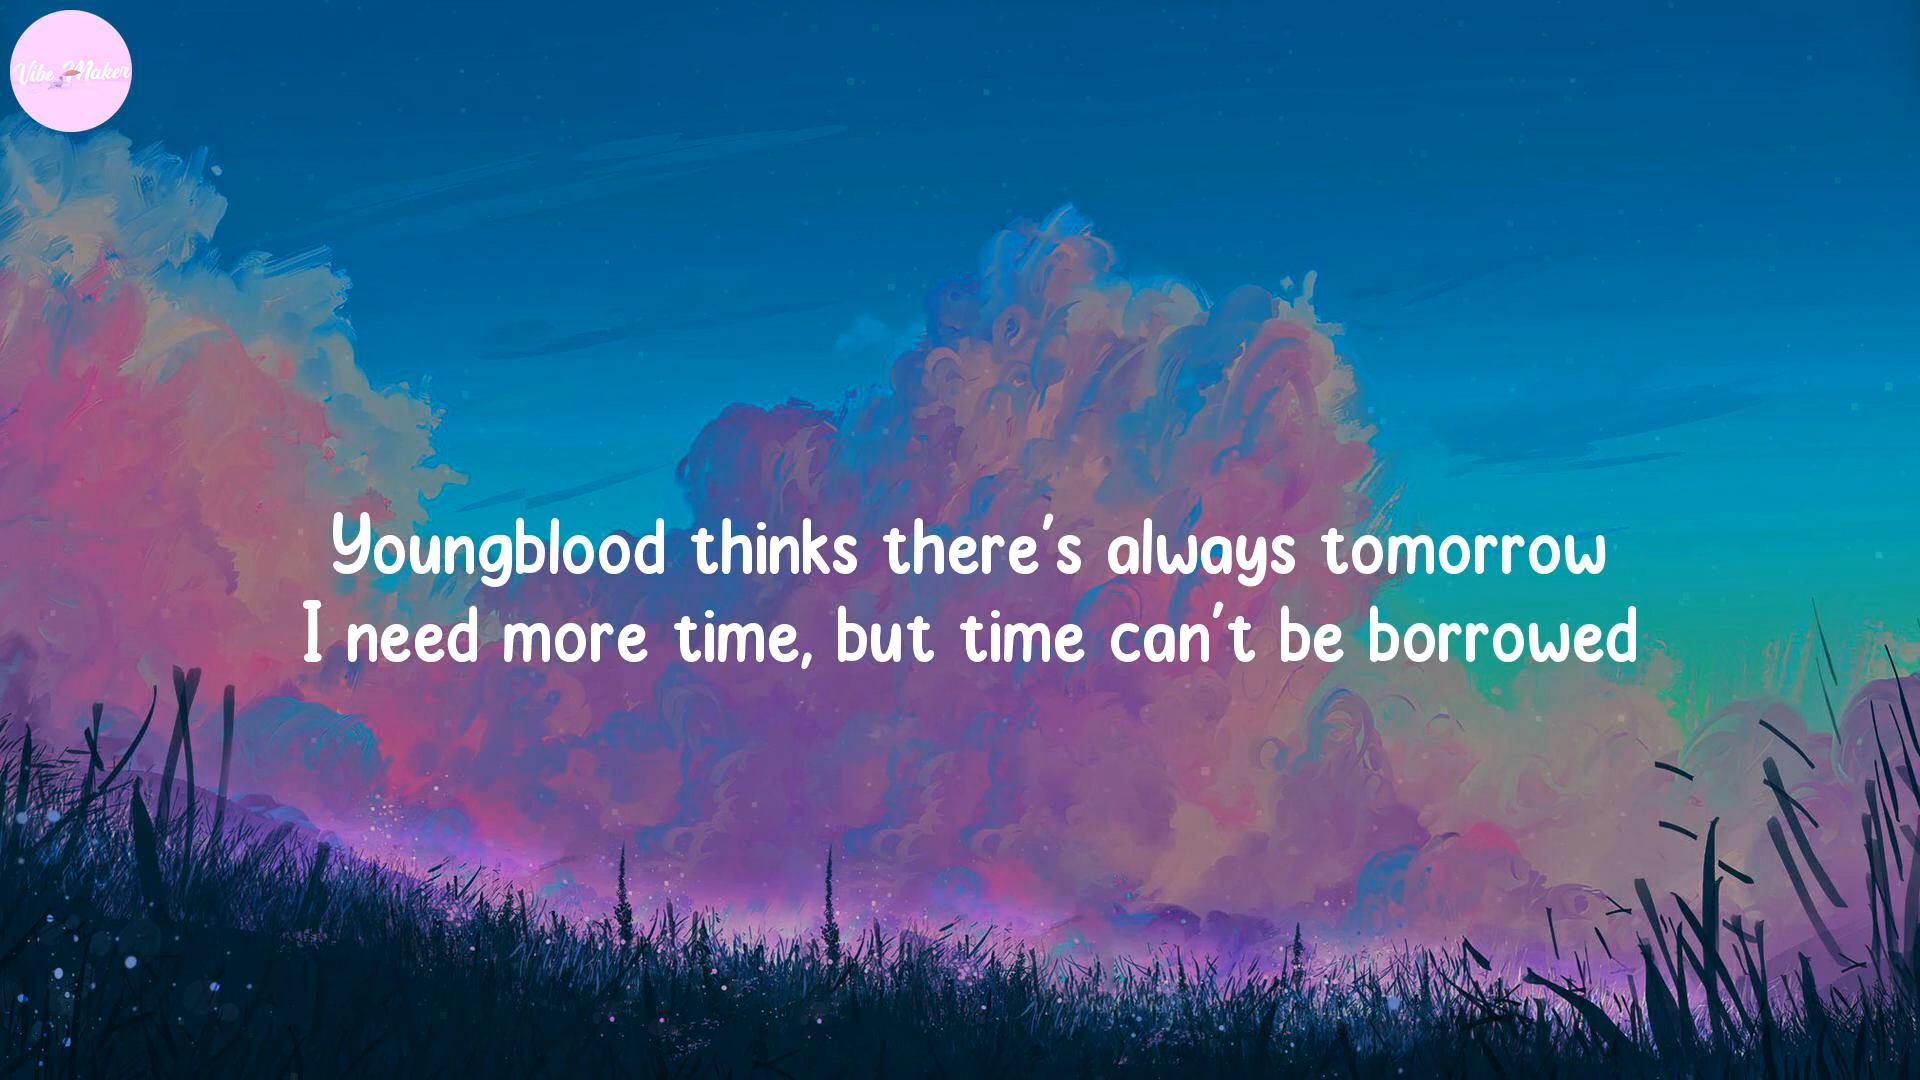 Vibe Maker
Youngblood thinks there's always tomorrow
I need more time, but time can't be borrowed